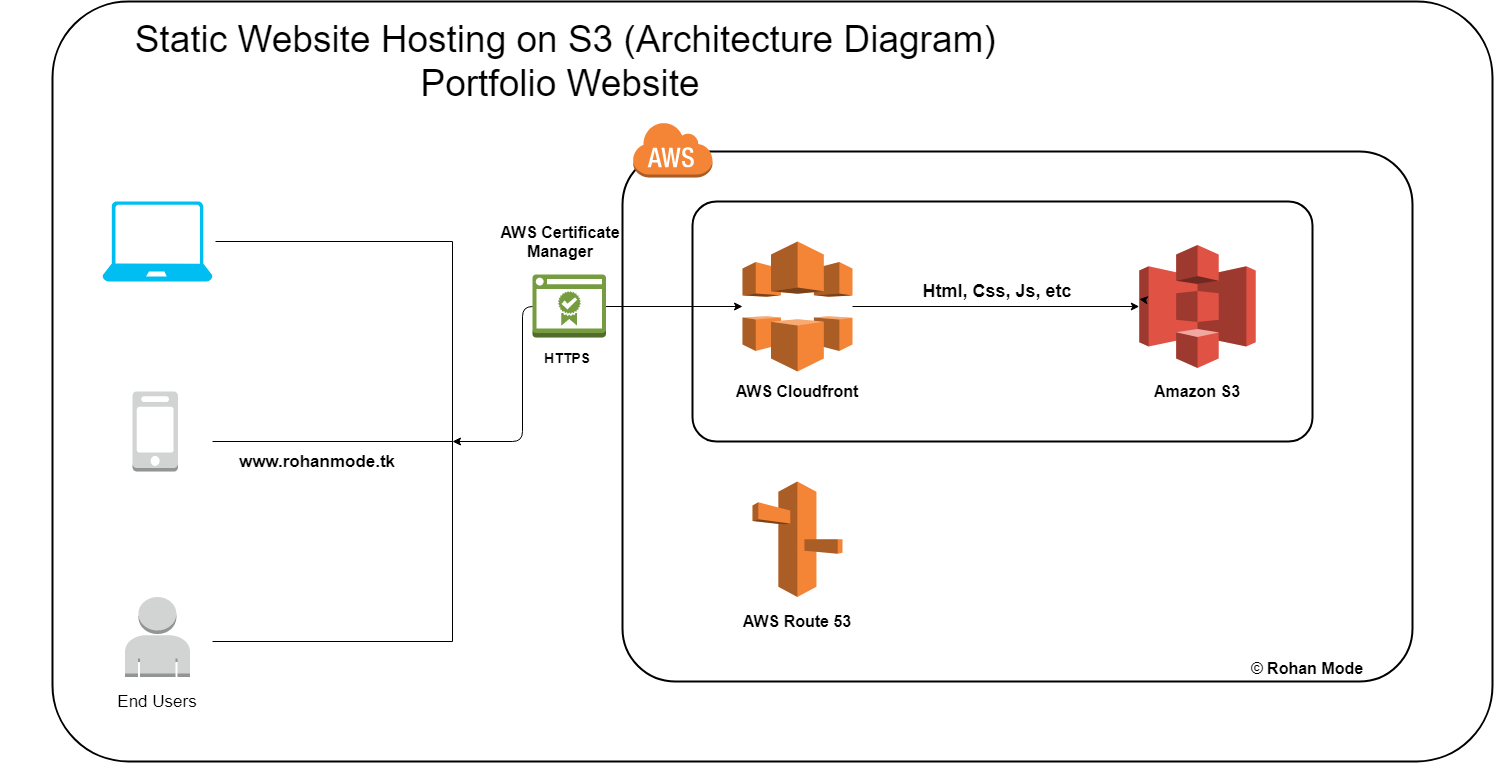 Static Website Hosting on S3 (Architecture Diagram)
Portfolio Website
AWS
AWS Certificate
Manager
HTTPS
Html, Css, Js, etc
AWS Cloudfront
Amazon S3
www.rohanmode.tk
AWS Route 53
End Users
© Rohan Mode